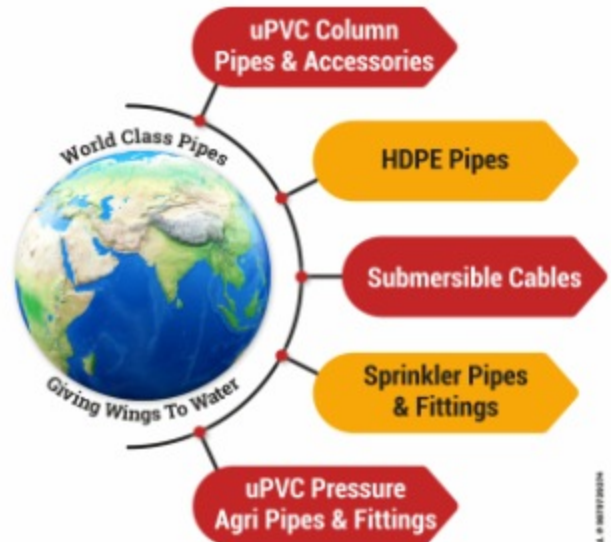 uPVC Column
Pipes & Accessories
World Class Pipes
HDPE Pipes
Submersible Cables
Giving Wings To Water
Sprinkler Pipes
& Fittings
uPVC Pressure
Agri Pipes & Fittings